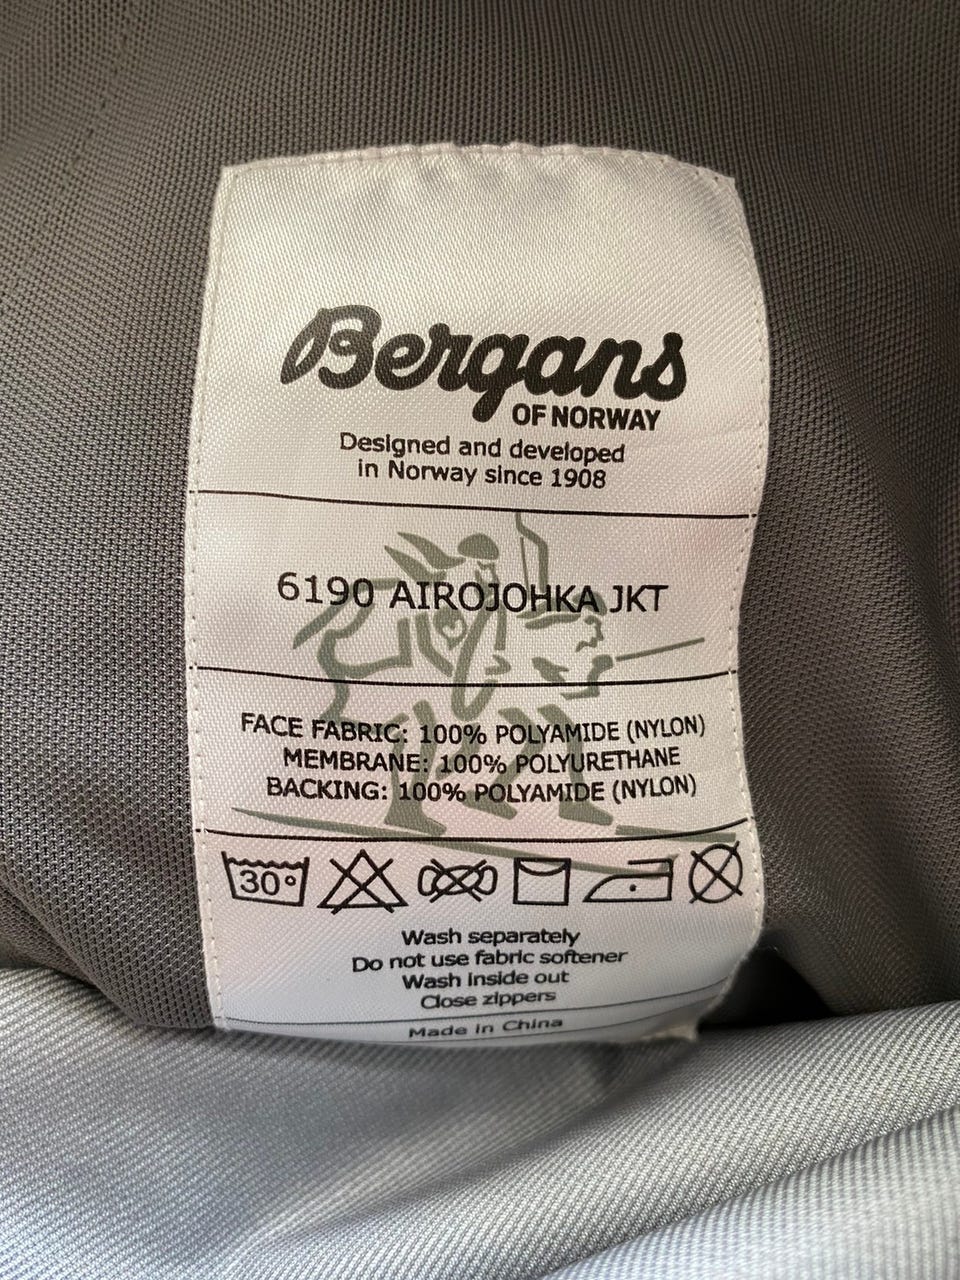 Bergans
OF NORWAY
Designed and developed
in Norway since 1908
6190 AIROJOHKA JKT
FACE FABRIC: 100% POLYAMIDE (NYLON)
MEMBRANE: 100% POLYURETHANE
BACKING: 100% POLYAMIDE (NYLON)
30°
Wash separately
Do not use fabric softener
Wash inside out
Close zippers
Made in China